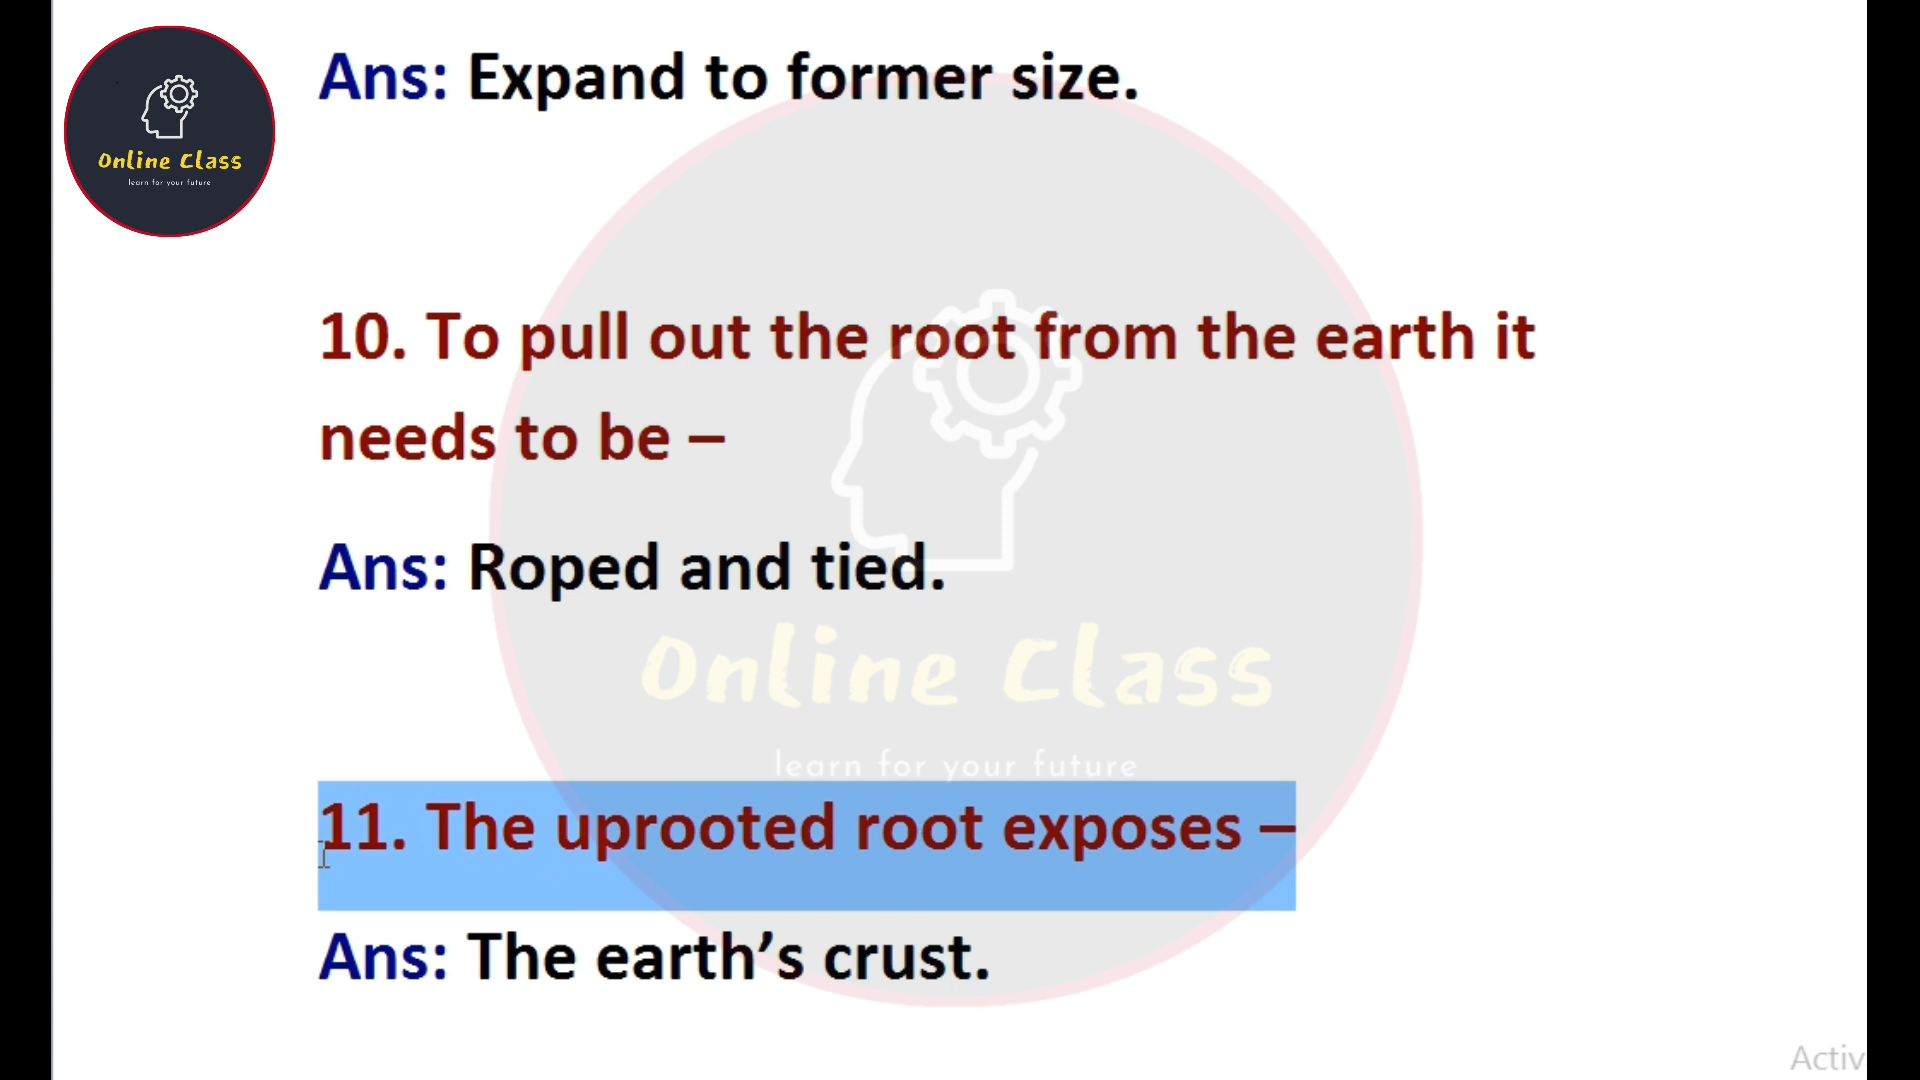 Online Class
learn for your future
Ans: Expand to former size.
10. To pull out the root from the earth it
needs to be –
Ans: Roped and tied.
Online Class
learn for your future
11. The uprooted root exposes –
Ans: The earth’s crust.
Activ